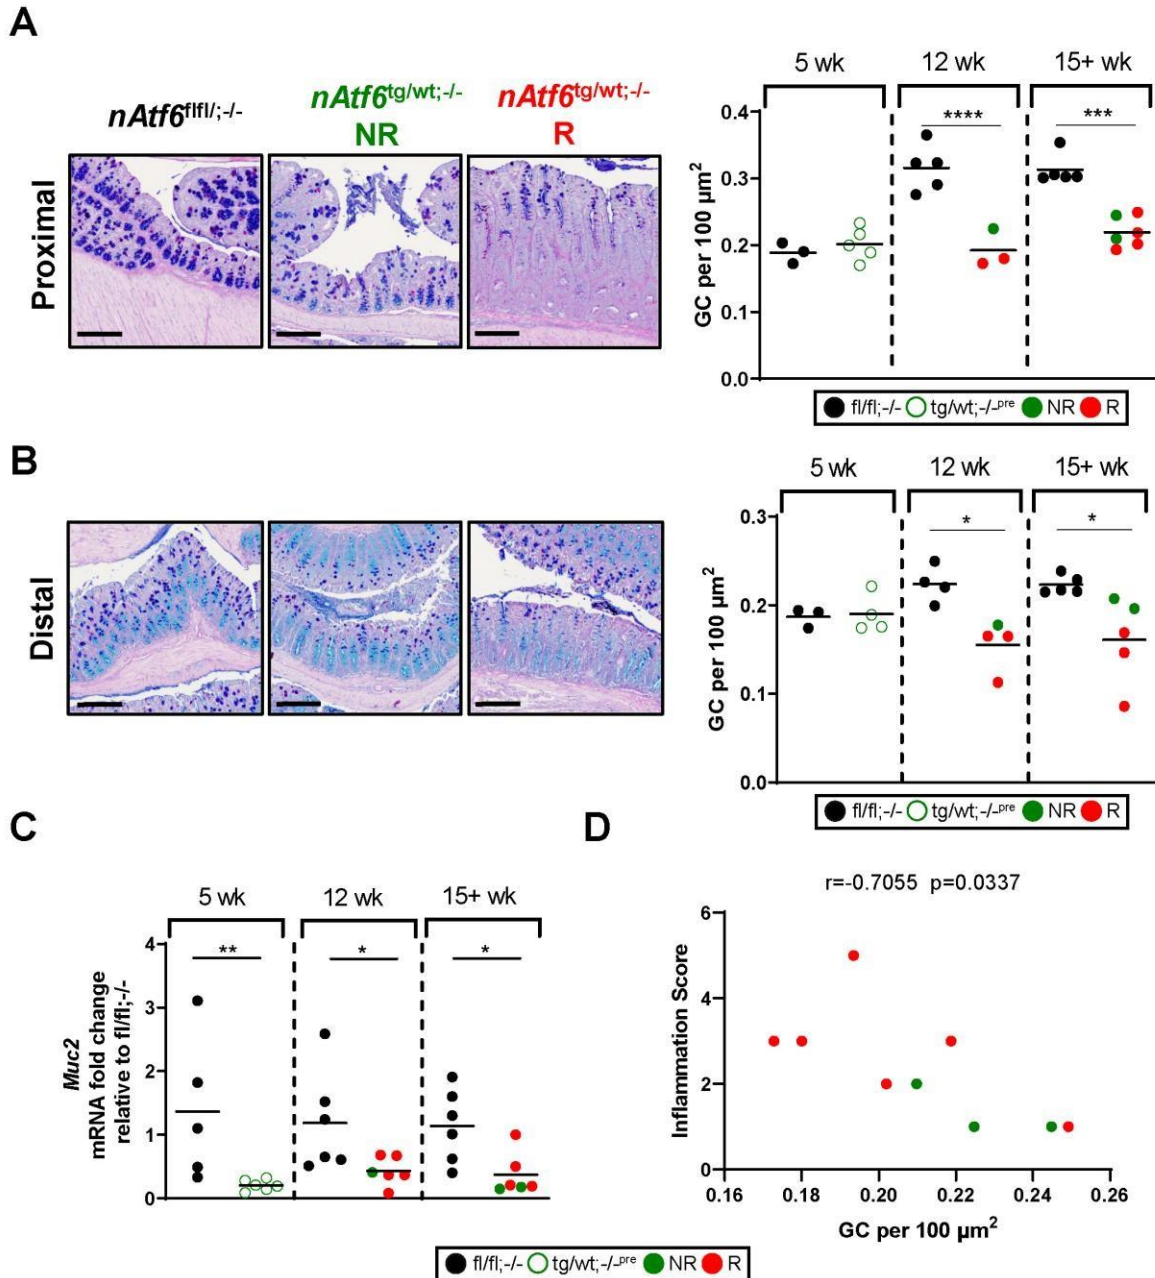 A
nAtf6flfl/;-/-
nAtf6tg/wt;-/-
NR
nAtf6tg/wt;-/-
R
Proximal
5 wk
12 wk
15+ wk
****
***
GC per 100 µm²
0.4
0.3
0.2
0.1
0.0
fl/fl;-/- tg/wt;-/-pre NR R
B
Distal
5 wk
12 wk
15+ wk
*
*
GC per 100 µm²
0.3
0.2
0.1
0.0
fl/fl;-/- tg/wt;-/-pre NR R
C
5 wk
12 wk
15+ wk
**
*
*
Muc2
mRNA fold change
relative to fl/fl;-/-
4
3
2
1
0
D
r=-0.7055 p=0.0337
Inflammation Score
6
4
2
0
0.16 0.18 0.20 0.22 0.24 0.26
GC per 100 µm²
fl/fl;-/- tg/wt;-/-pre NR R